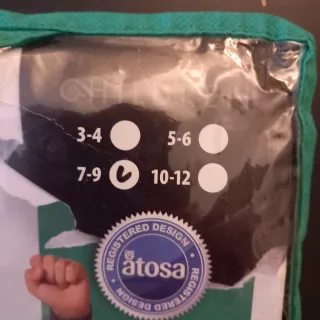 3-4 5-6
7-9 10-12
REGISTERED DESIGN
atosa
REGISTERED DESIGN